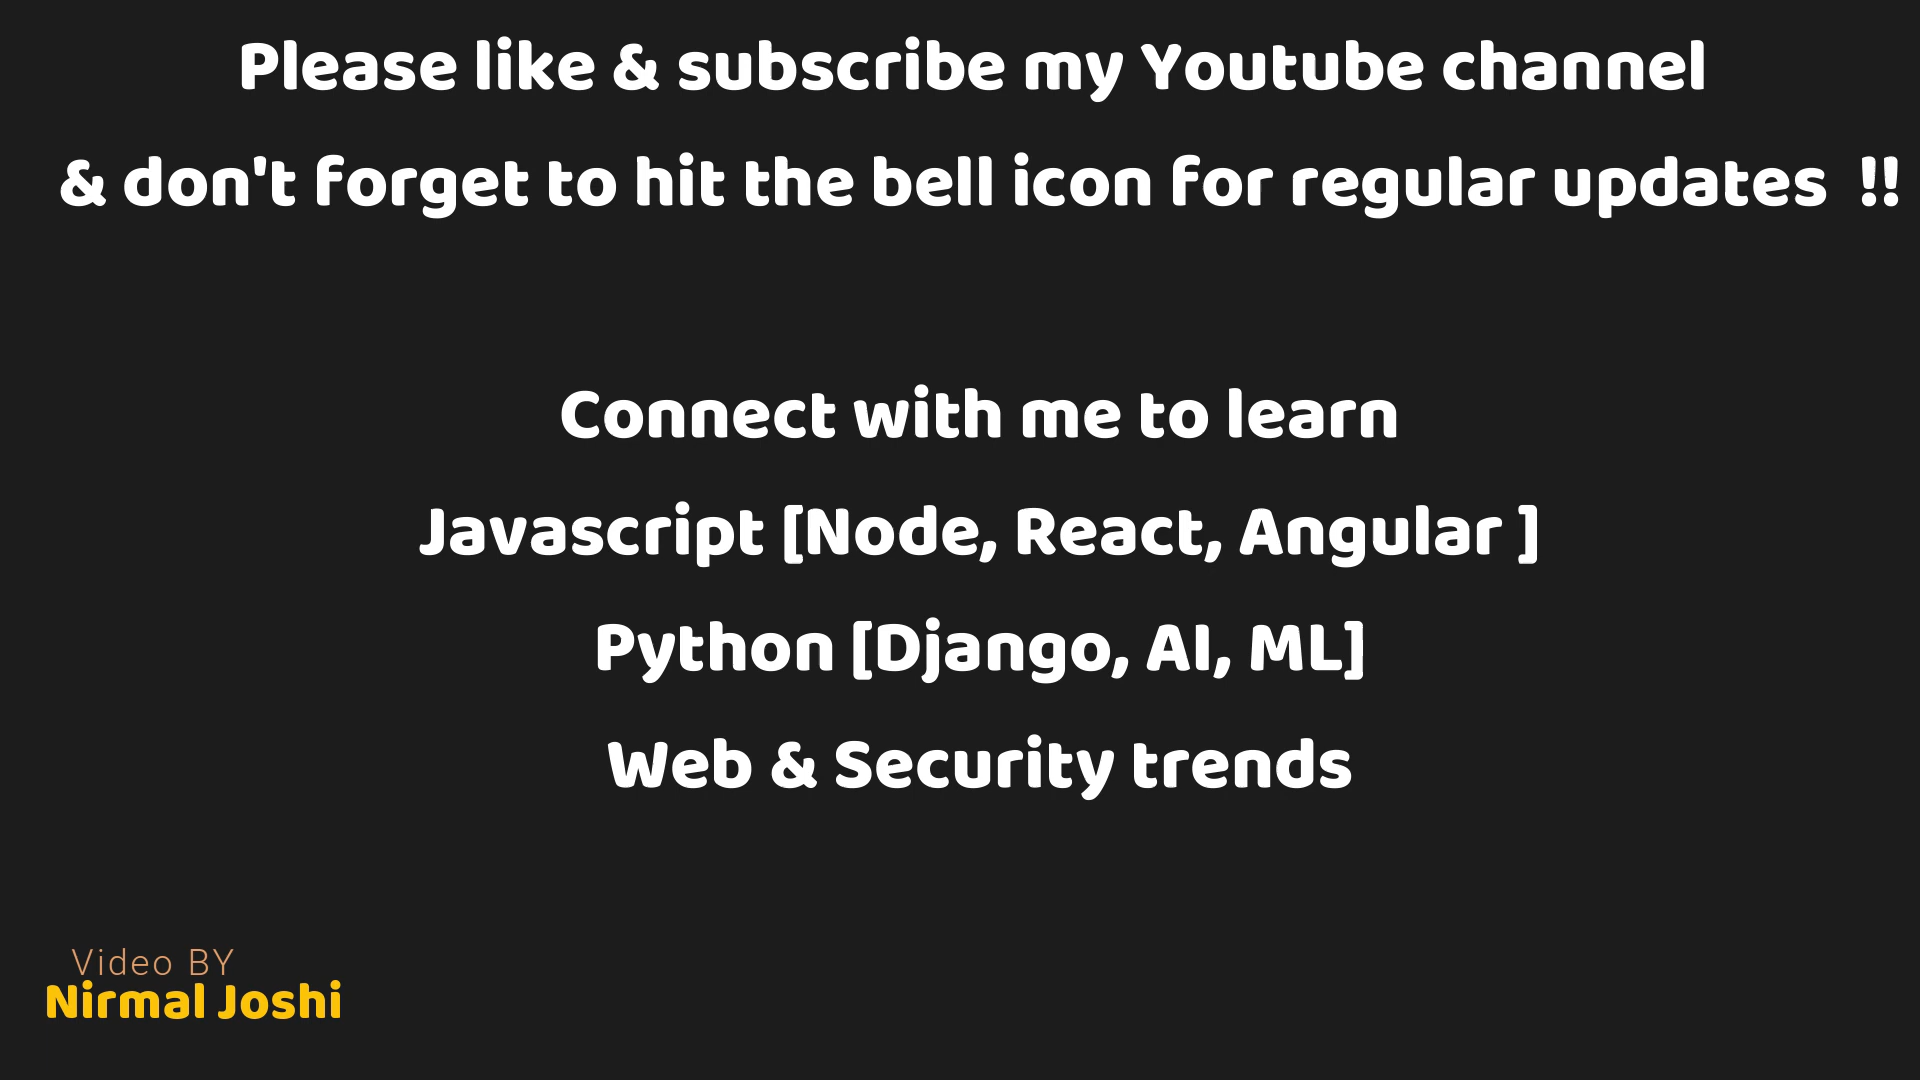 Please like & subscribe my Youtube channel
& don't forget to hit the bell icon for regular updates !!
Connect with me to learn
Javascript [Node, React, Angular ]
Python [Django, AI, ML]
Web & Security trends
Video BY
Nirmal Joshi